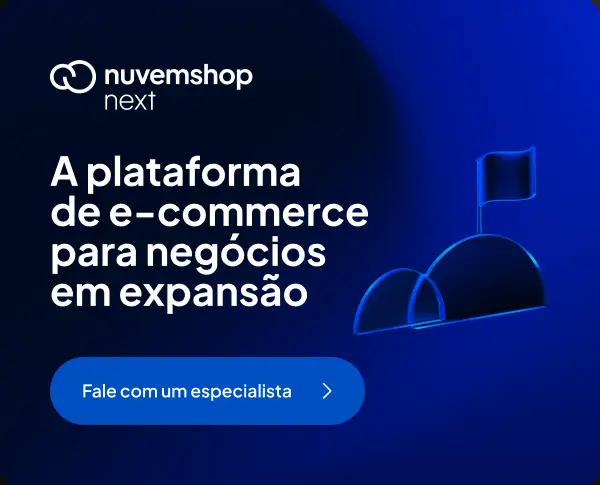 nuvemshop
next
A plataforma
de e-commerce
para negócios
em expansão
Fale com um especialista